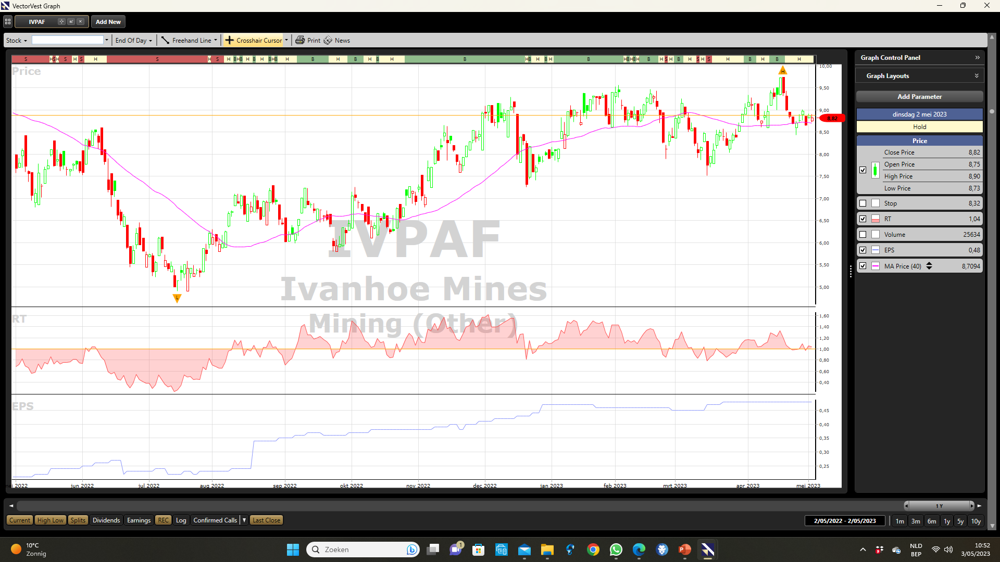 VectorVest Graph
IVPAF
Add New
Stock
End Of Day
Freehand Line
Crosshair Cursor
Print
News
S HSH S H S H S H S H BHB H B H BHB H B H B H B H B HB H B H B HBHBH B H S H B H S H S H B H B H
Price
IVPAF
Ivanhoe Mines
Mining (Other)
H
L
10,00
9,50
9,00
8,82
8,50
8,00
7,50
7,00
6,50
6,00
5,50
5,00
RT
1,60
1,40
1,20
1,00
0,80
0,60
0,40
EPS
0,45
0,40
0,35
0,30
0,25
ei 2022 jun 2022 jul 2022 aug 2022 sep 2022 okt 2022 nov 2022 dec 2022 jan 2023 feb 2023 mrt 2023 apr 2023 mei 2023
Graph Control Panel
Graph Layouts
Add Parameter
dinsdag 2 mei 2023
Hold
Price
Close Price 8,82
Open Price 8,75
High Price 8,90
Low Price 8,73
Stop 8,32
RT 1,04
Volume 25634
EPS 0,48
MA Price (40) 8,7094
1 Y
Current High Low Splits Dividends Earnings REC Log Confirmed Calls Last Close
2/05/2022 - 2/05/2023
1m 3m 6m 1y 5y 10y
10°C
Zonnig
Zoeken
1
NLD
BEP
10:52
3/05/2023